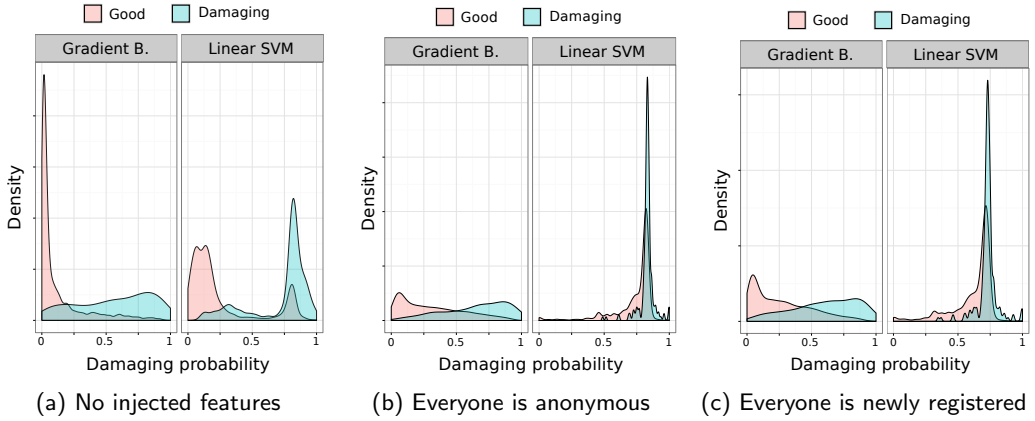 Good Damaging
Gradient B. Linear SVM
Density
0 0.5 1 0 0.5 1
Damaging probability
(a) No injected features
Good Damaging
Gradient B. Linear SVM
Density
0 0.5 1 0 0.5 1
Damaging probability
(b) Everyone is anonymous
Good Damaging
Gradient B. Linear SVM
Density
0 0.5 1 0 0.5 1
Damaging probability
(c) Everyone is newly registered